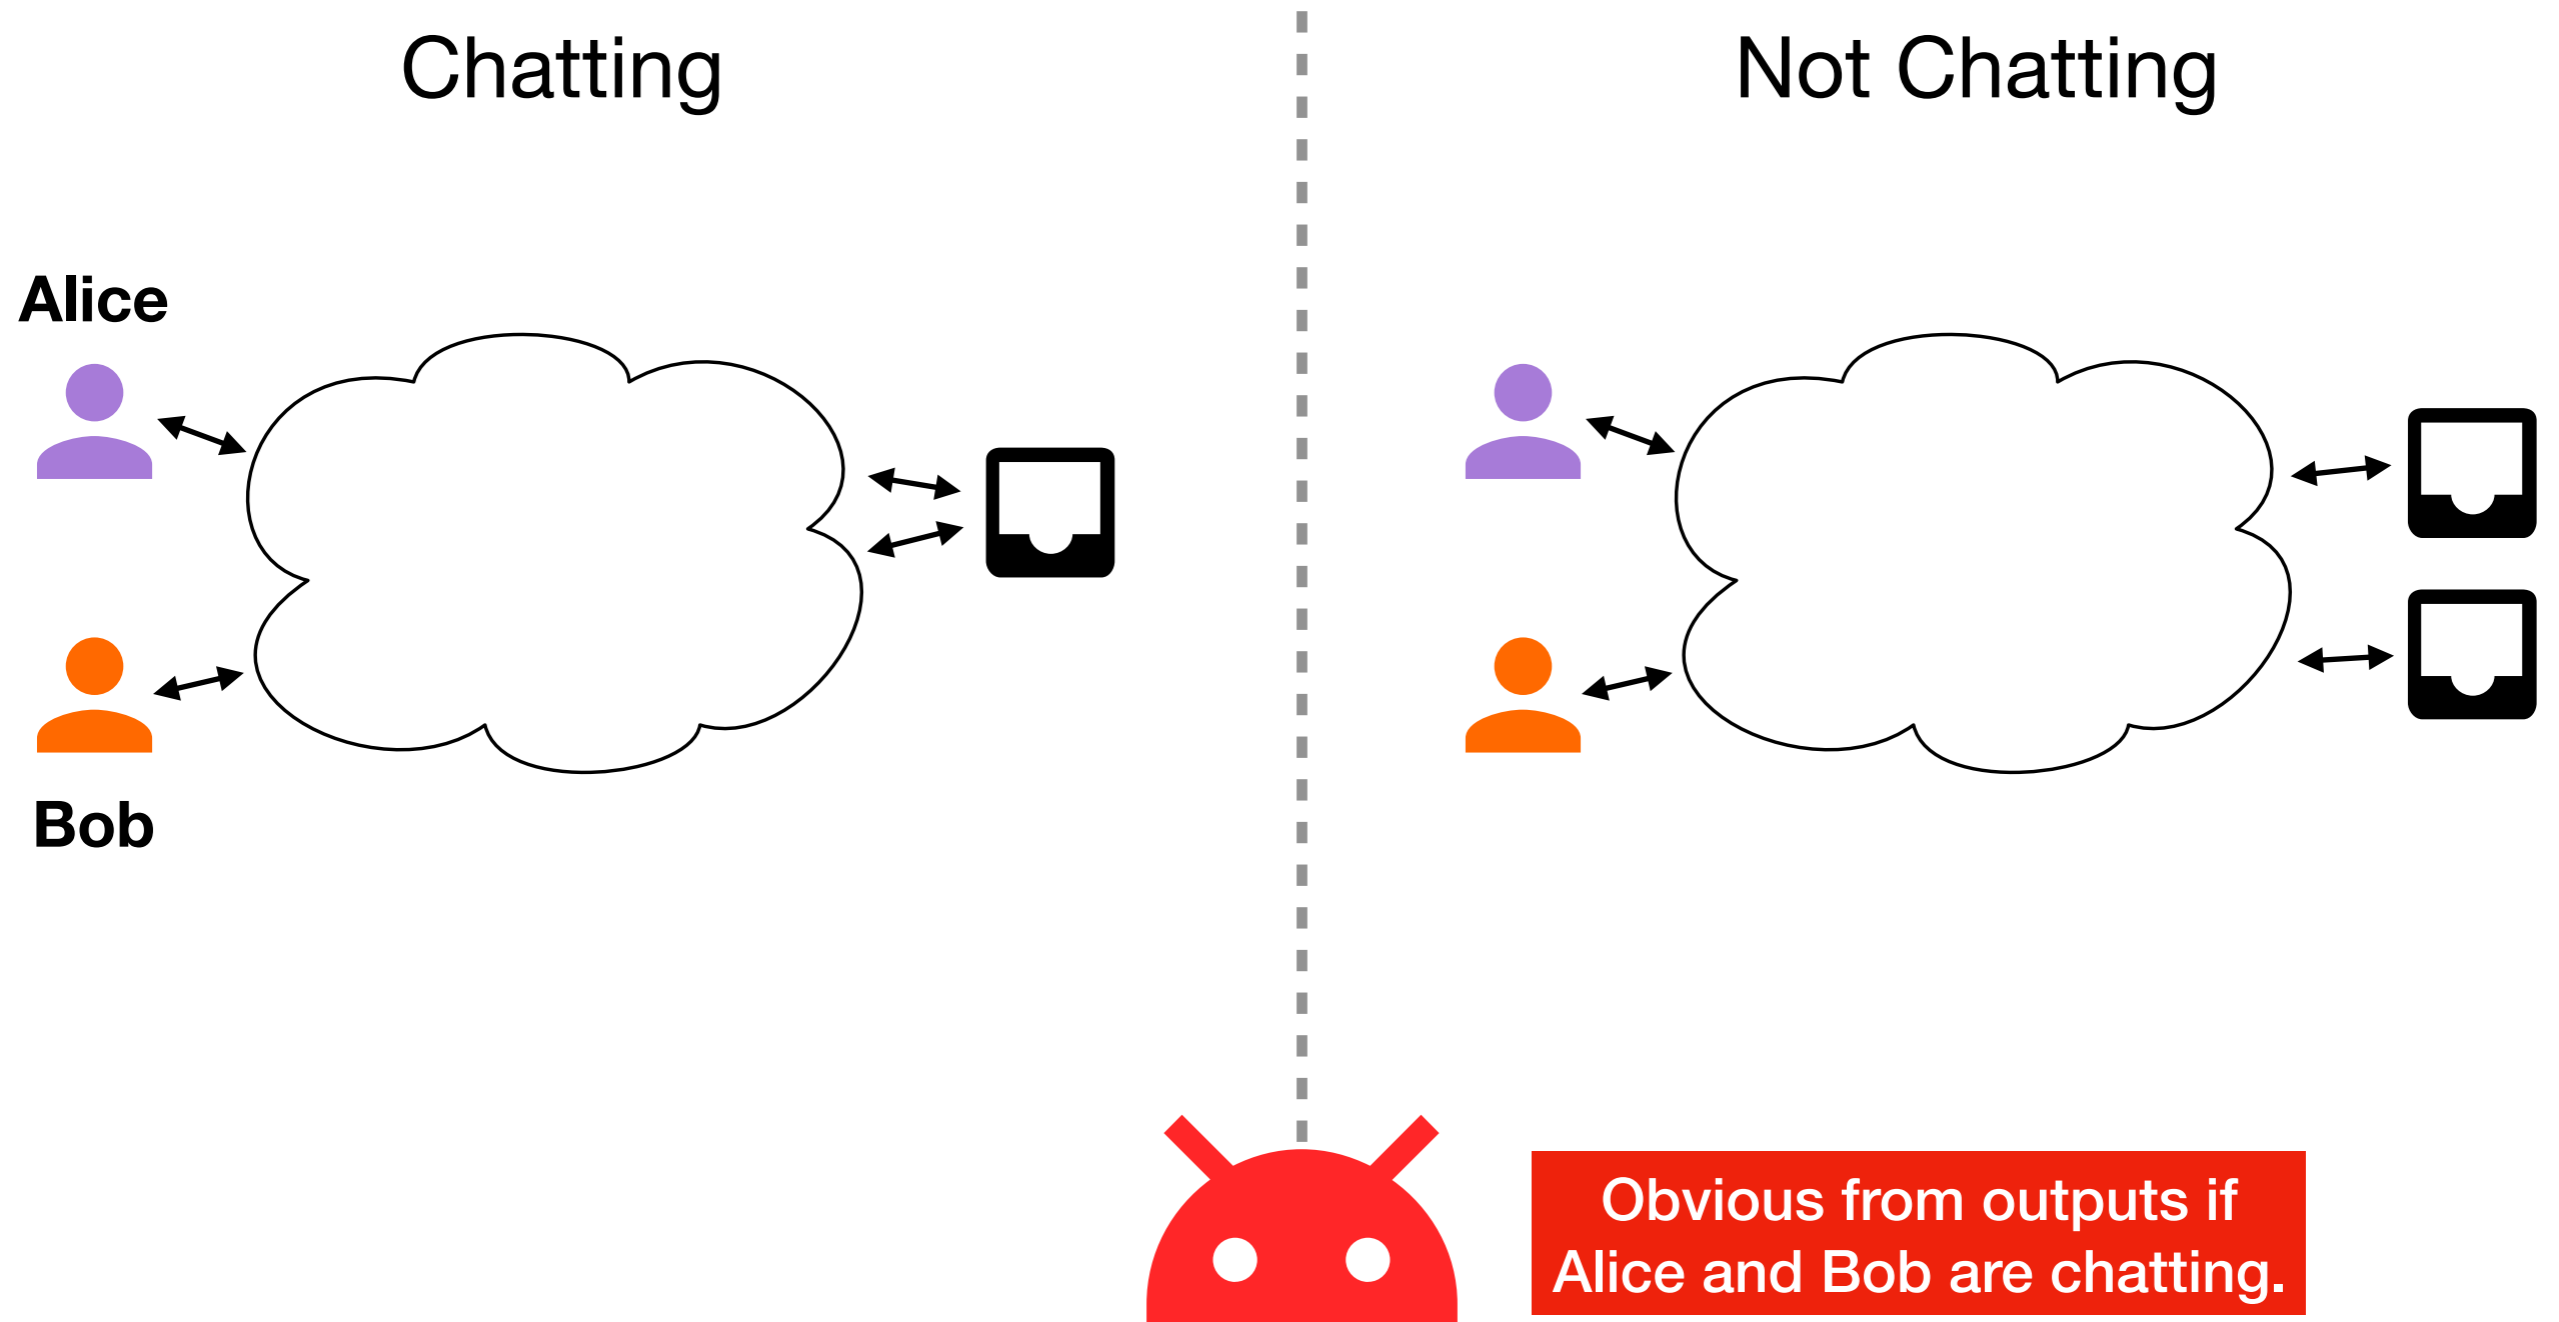 Chatting
Not Chatting
Alice
Bob
Obvious from outputs if
Alice and Bob are chatting.